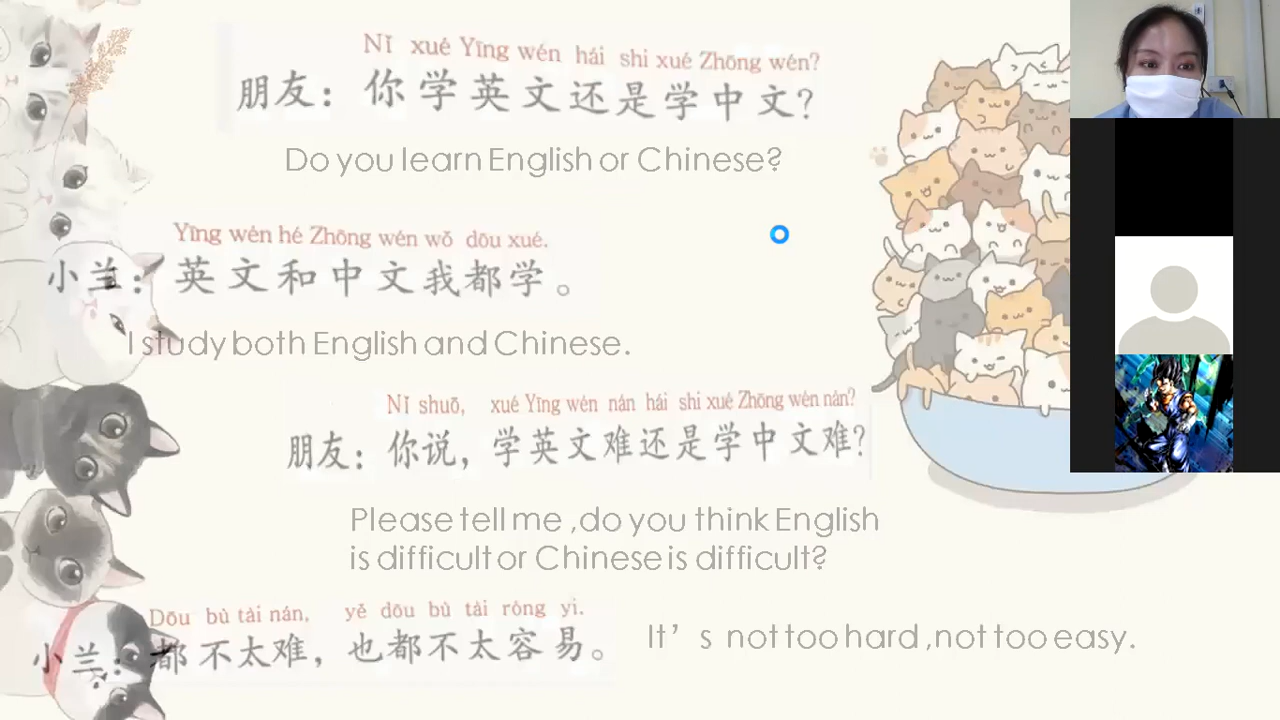 Nǐ xué Yīng wén hái shi xué Zhōng wén?
朋友：你学英文还是学中文？
Do you learn English or Chinese?
Yīng wén hé Zhōng wén wǒ dōu xué.
小兰：英文和中文我都学。
I study both English and Chinese.
Nǐ shuō, xué Yīng wén nán hái shi xué Zhōng wén nán?
朋友：你说，学英文难还是学中文难？
Please tell me ,do you think English
is difficult or Chinese is difficult?
Dōu bù tài nán, yě dōu bù tài róng yì.
小兰：都不太难，也都不太容易。
It’s not too hard ,not too easy.